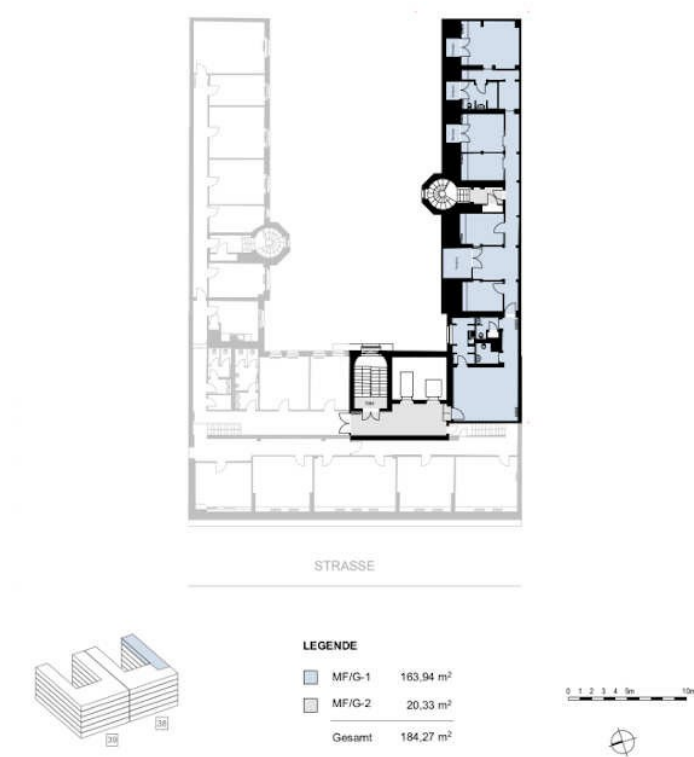 STRASSE
LEGENDE
MF/G-1 163,94 m²
MF/G-2 20,33 m²
Gesamt 184,27 m²
0 1 2 3 4 5m 10m
38
39